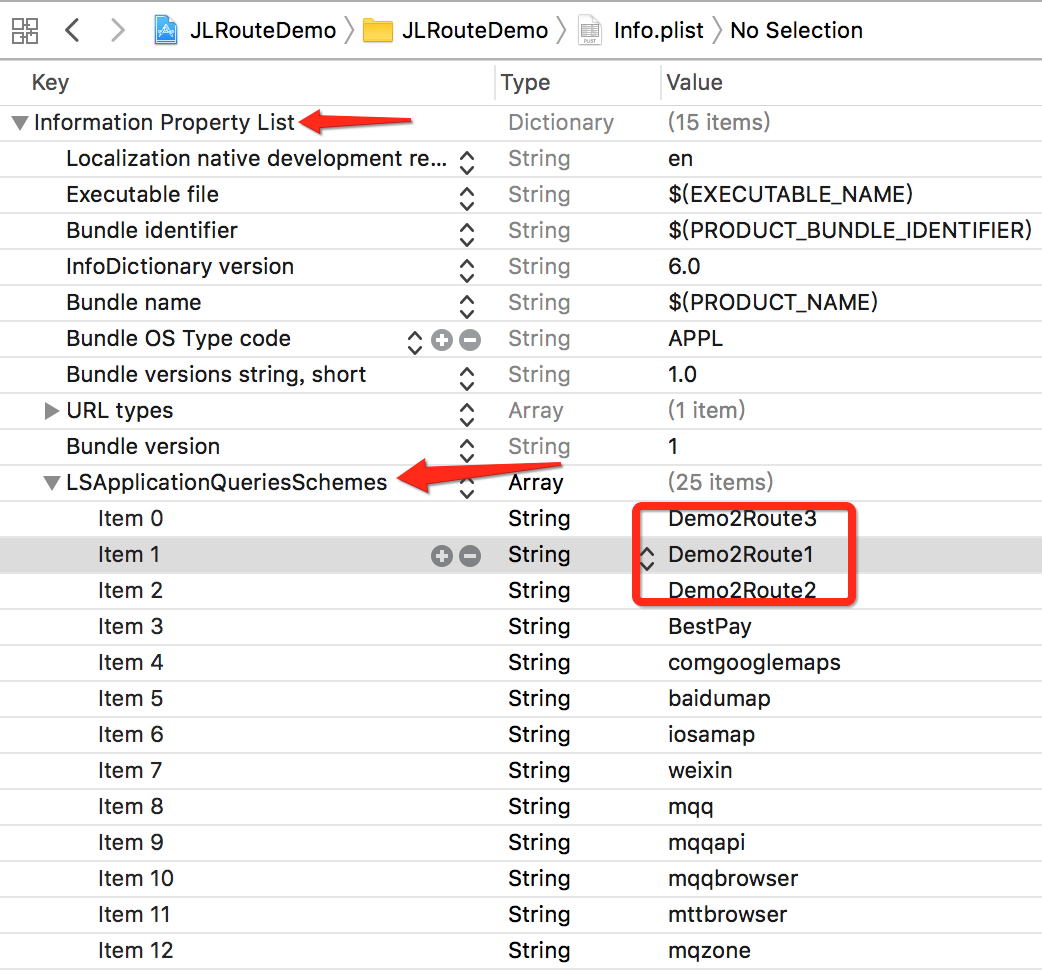 JLRouteDemo JLRouteDemo Info.plist No Selection
Key Type Value
Information Property List Dictionary (15 items)
Localization native development re... String en
Executable file String $(EXECUTABLE_NAME)
Bundle identifier String $(PRODUCT_BUNDLE_IDENTIFIER)
InfoDictionary version String 6.0
Bundle name String $(PRODUCT_NAME)
Bundle OS Type code String APPL
Bundle versions string, short String 1.0
URL types Array (1 item)
Bundle version String 1
LSApplicationQueriesSchemes Array (25 items)
Item 0 String Demo2Route3
Item 1 String Demo2Route1
Item 2 String Demo2Route2
Item 3 String BestPay
Item 4 String comgooglemaps
Item 5 String baidumap
Item 6 String iosamap
Item 7 String weixin
Item 8 String mqq
Item 9 String mqqapi
Item 10 String mqqbrowser
Item 11 String mttbrowser
Item 12 String mqzone